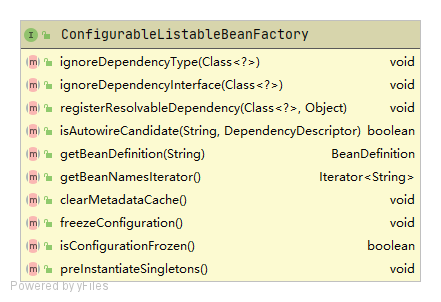 I ConfigurableListableBeanFactory
m ignoreDependencyType(Class<?>) void
m ignoreDependencyInterface(Class<?>) void
m registerResolvableDependency(Class<?>, Object) void
m isAutowireCandidate(String, DependencyDescriptor) boolean
m getBeanDefinition(String) BeanDefinition
m getBeanNamesIterator() Iterator<String>
m clearMetadataCache() void
m freezeConfiguration() void
m isConfigurationFrozen() boolean
m preInstantiateSingletons() void
Powered by yFiles